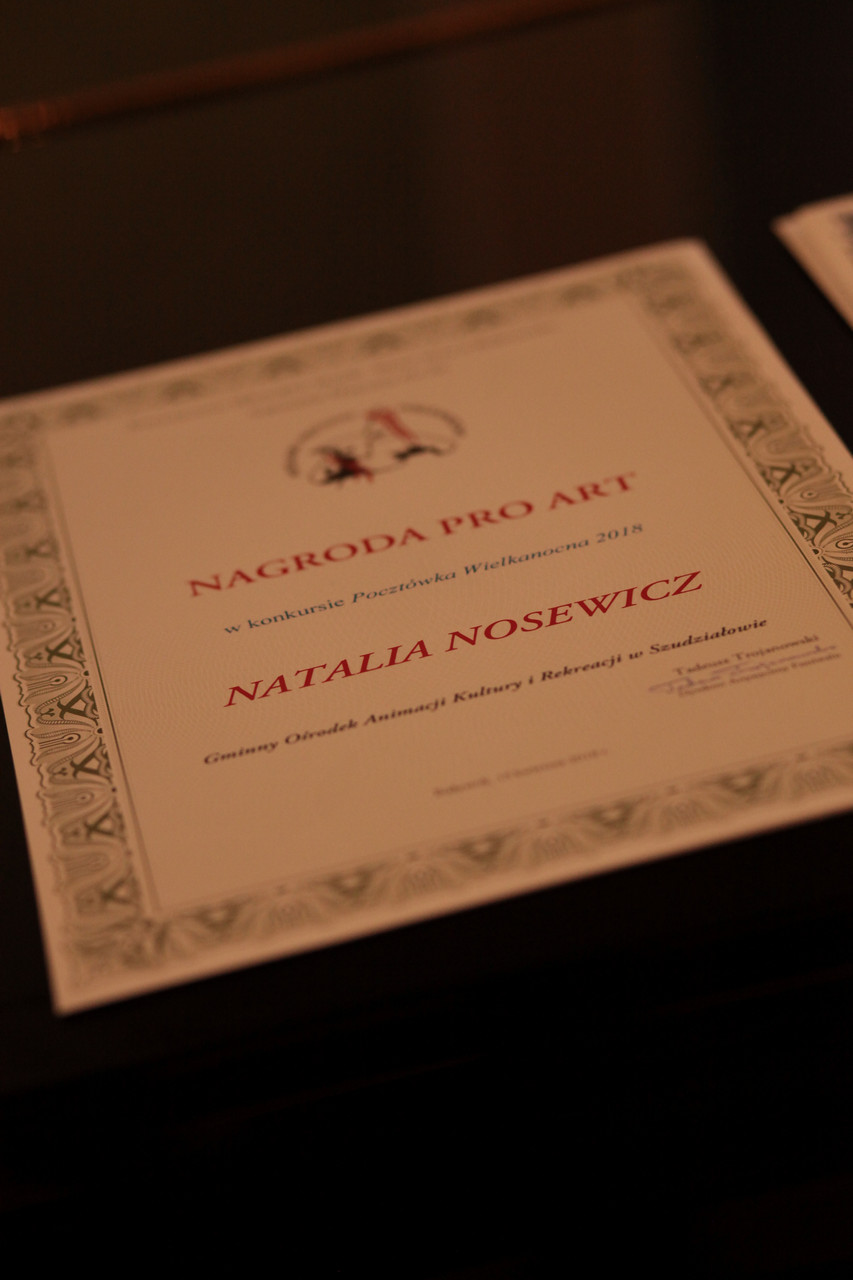 NAGRODA PRO ART
w konkursie Pocztówka Wielkanocna 2018
NATALIA NOSEWICZ
Gminny Ośrodek Animacji Kultury i Rekreacji w Szudziałowie
Tadeusz Trojanowski